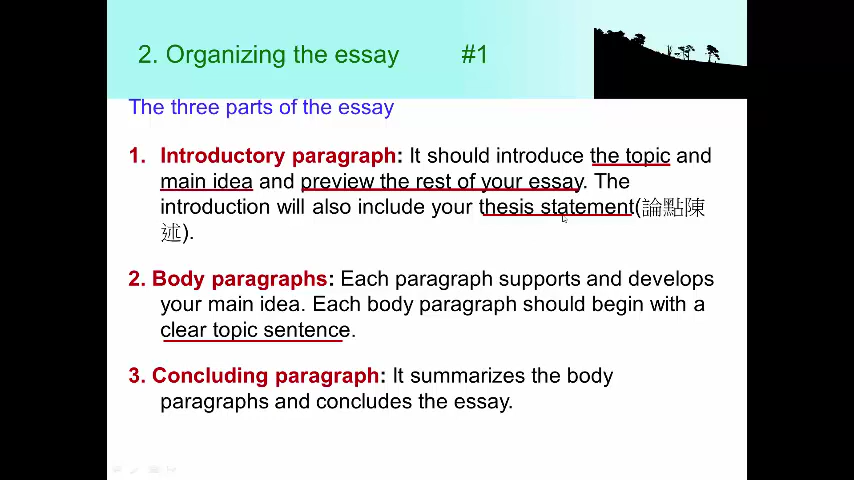 2. Organizing the essay #1
The three parts of the essay
1. Introductory paragraph: It should introduce the topic and
main idea and preview the rest of your essay. The
introduction will also include your thesis statement(論點陳
述).
2. Body paragraphs: Each paragraph supports and develops
your main idea. Each body paragraph should begin with a
clear topic sentence.
3. Concluding paragraph: It summarizes the body
paragraphs and concludes the essay.